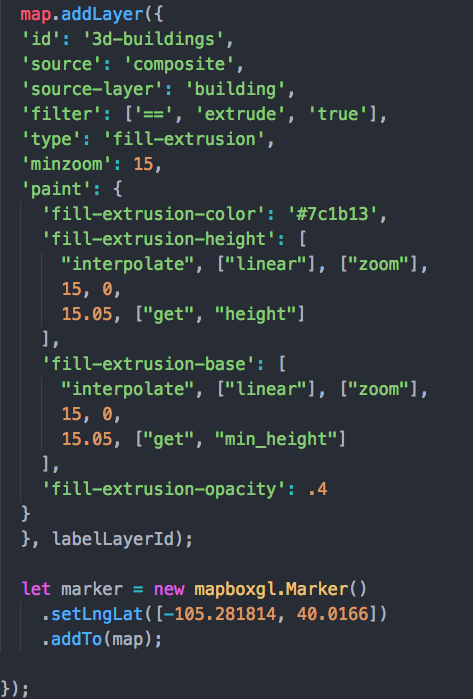 map.addLayer({
'id': '3d-buildings',
'source': 'composite',
'source-layer': 'building',
'filter': ['==', 'extrude', 'true'],
'type': 'fill-extrusion',
'minzoom': 15,
'paint': {
'fill-extrusion-color': '#7c1b13',
'fill-extrusion-height': [
"interpolate", ["linear"], ["zoom"],
15, 0,
15.05, ["get", "height"]
],
'fill-extrusion-base': [
"interpolate", ["linear"], ["zoom"],
15, 0,
15.05, ["get", "min_height"]
],
'fill-extrusion-opacity': .4
}
}, labelLayerId);
let marker = new mapboxgl.Marker()
.setLngLat([-105.281814, 40.0166])
.addTo(map);
});